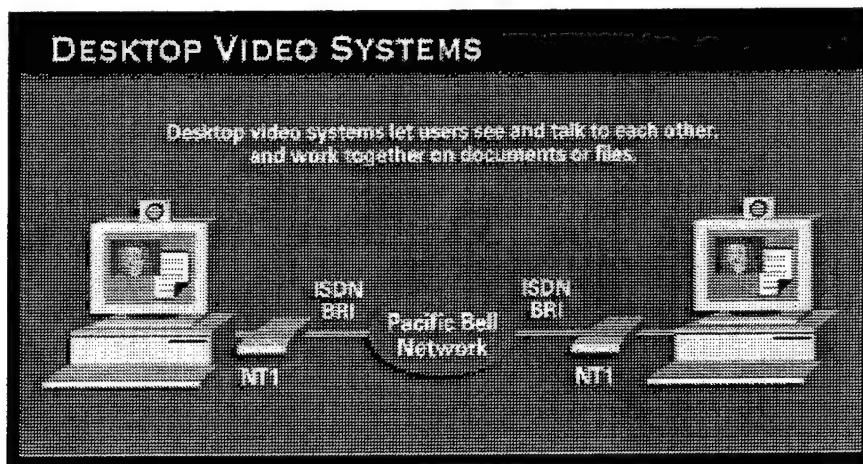 DESKTOP VIDEO SYSTEMS
Desktop video systems let users see and talk to each other,
and work together on documents or files.
ISDN
BRI
ISDN
BRI
Pacific Bell
Network
NT1
NT1